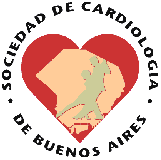 • SOCIEDAD DE CARDIOLOGIA •
DE BUENOS AIRES